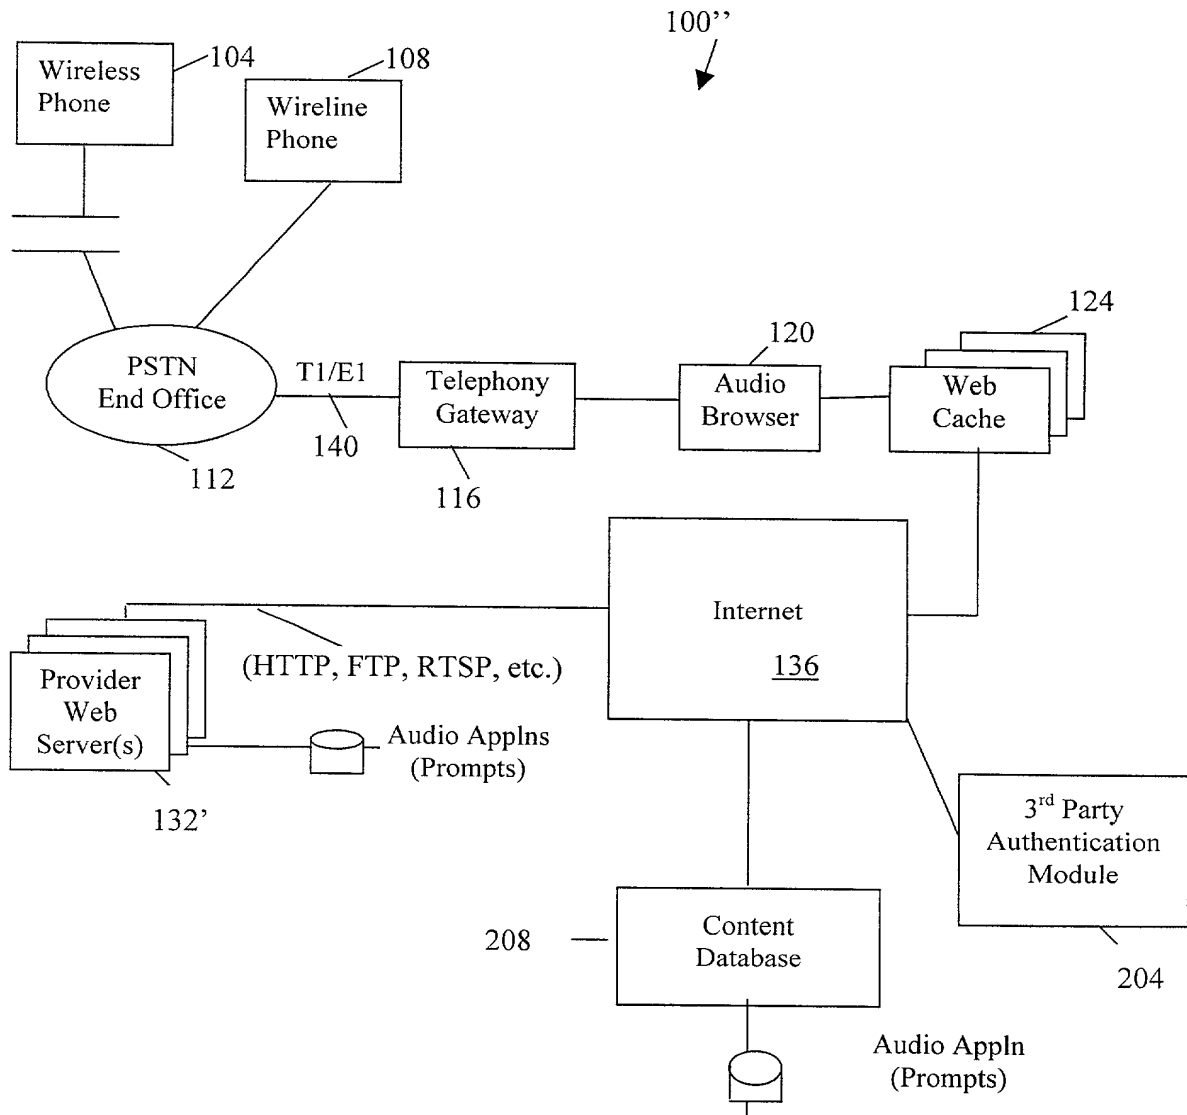 100’’
104
Wireless
Phone
108
Wireline
Phone
124
120
PSTN
End Office
T1/E1
Telephony
Gateway
Audio
Browser
Web
Cache
140
112
116
Internet
136
(HTTP, FTP, RTSP, etc.)
Provider
Web
Server(s)
Audio Applns
(Prompts)
132’
3rd Party
Authentication
Module
Content
Database
208
204
Audio Appln
(Prompts)